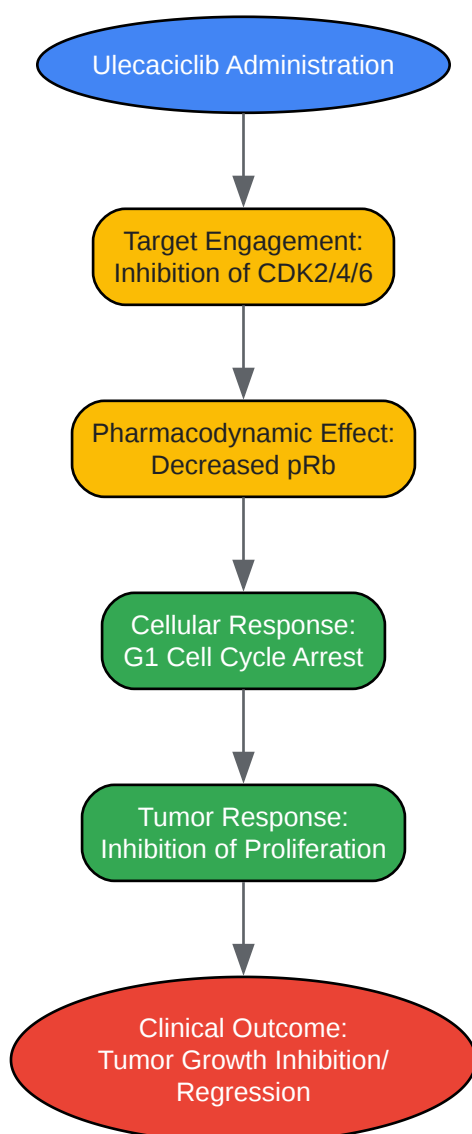 Ulecaciclib Administration
Target Engagement:
Inhibition of CDK2/4/6
Pharmacodynamic Effect:
Decreased pRb
Cellular Response:
G1 Cell Cycle Arrest
Tumor Response:
Inhibition of Proliferation
Clinical Outcome:
Tumor Growth Inhibition/
Regression